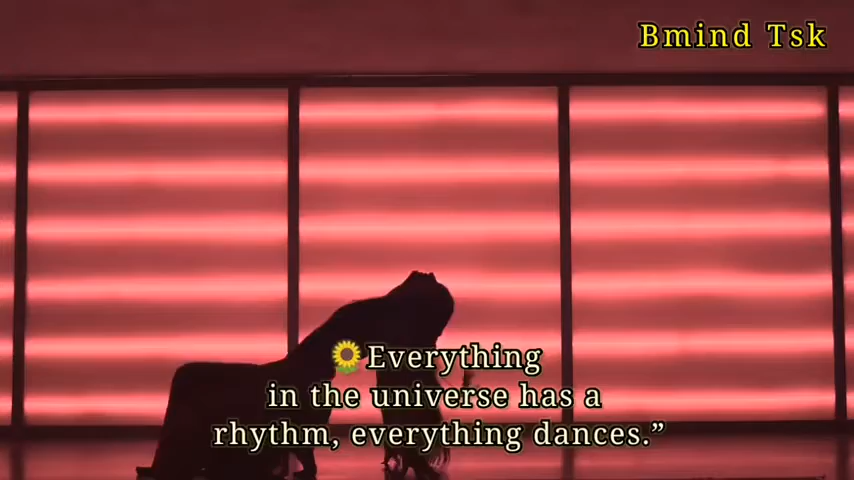 Bmind Tsk
🌻Everything
in the universe has a
rhythm, everything dances.”